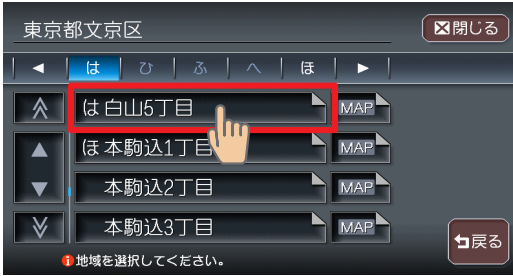 東京都文京区
閉じる
は ひ ふ へ ほ
は 白山5丁目 MAP
ほ 本駒込1丁目 MAP
本駒込2丁目 MAP
本駒込3丁目 MAP
戻る
地域を選択してください。